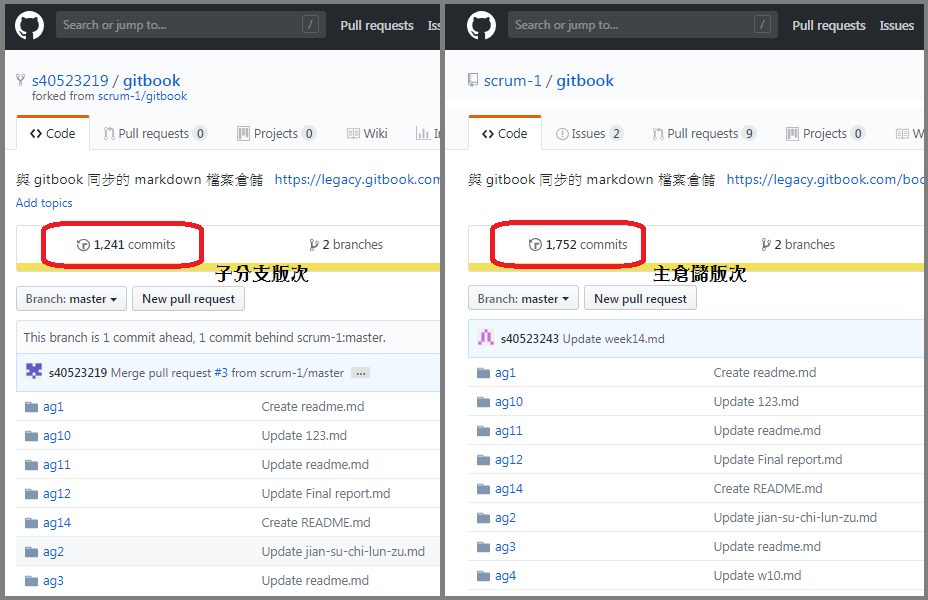 Search or jump to...
/
Pull requests
Iss
s40523219 / gitbook
forked from scrum-1/gitbook
Code
Pull requests 0
Projects 0
Wiki
與 gitbook 同步的 markdown 檔案倉儲 https://legacy.gitbook.com
Add topics
1,241 commits
2 branches
子分支版次
Branch: master
New pull request
This branch is 1 commit ahead, 1 commit behind scrum-1:master.
s40523219 Merge pull request #3 from scrum-1/master ...
ag1 Create readme.md
ag10 Update 123.md
ag11 Update readme.md
ag12 Update Final report.md
ag14 Create README.md
ag2 Update jian-su-chi-lun-zu.md
ag3 Update readme.md
Search or jump to...
/
Pull requests
Issues
scrum-1 / gitbook
Code
Issues 2
Pull requests 9
Projects 0
W
與 gitbook 同步的 markdown 檔案倉儲 https://legacy.gitbook.com/boo
1,752 commits
2 branches
主倉儲版次
Branch: master
New pull request
s40523243 Update week14.md
ag1 Create readme.md
ag10 Update 123.md
ag11 Update readme.md
ag12 Update Final report.md
ag14 Create README.md
ag2 Update jian-su-chi-lun-zu.md
ag3 Update readme.md
ag4 Update w10.md